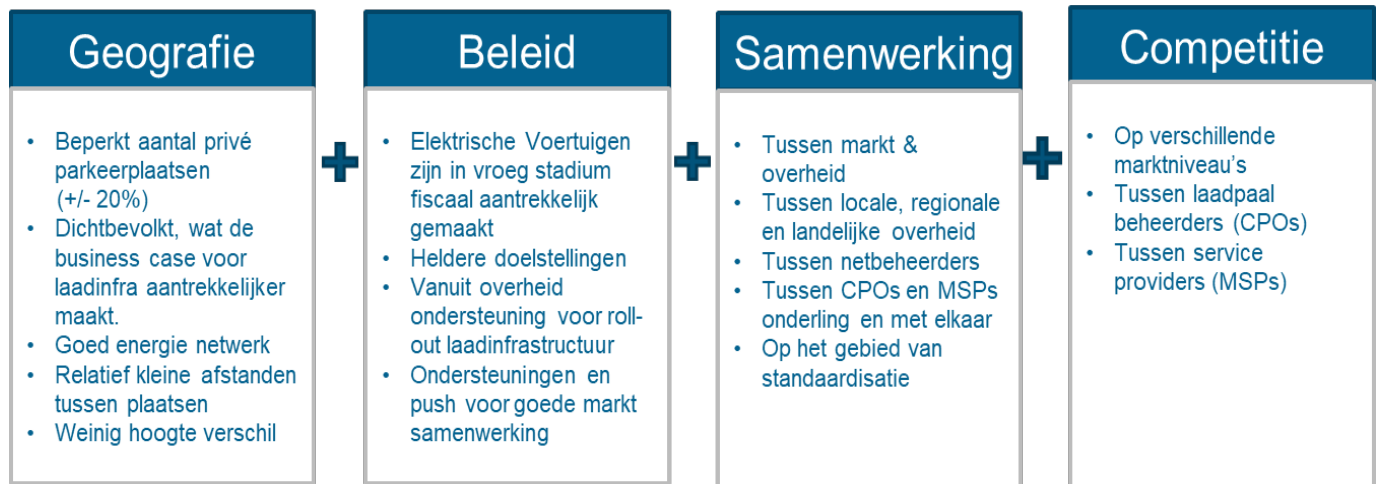 Geografie
• Beperkt aantal privé
parkeerplaatsen
(+/- 20%)
• Dichtbevolkt, wat de
business case voor
laadinfra aantrekkelijker
maakt.
• Goed energie netwerk
• Relatief kleine afstanden
tussen plaatsen
• Weinig hoogte verschil
+
Beleid
• Elektrische Voertuigen
zijn in vroeg stadium
fiscaal aantrekkelijk
gemaakt
• Heldere doelstellingen
• Vanuit overheid
ondersteuning voor roll-
out laadinfrastructuur
• Ondersteuningen en
push voor goede markt
samenwerking
+
Samenwerking
• Tussen markt &
overheid
• Tussen locale, regionale
en landelijke overheid
• Tussen netbeheerders
• Tussen CPOs en MSPs
onderling en met elkaar
• Op het gebied van
standaardisatie
+
Competitie
• Op verschillende
marktniveau's
• Tussen laadpaal
beheerders (CPOs)
• Tussen service
providers (MSPs)